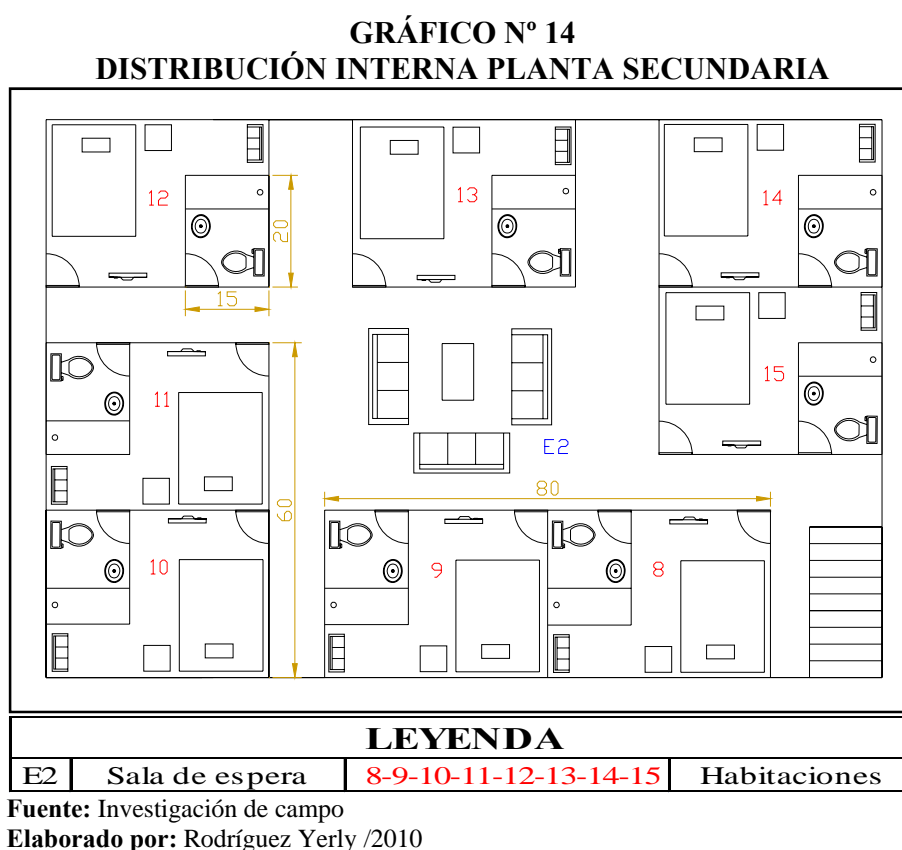 GRÁFICO Nº 14
DISTRIBUCIÓN INTERNA PLANTA SECUNDARIA
12 13 14
20
15
11 15
E2
60 80
10 9 8
LEYENDA
E2 Sala de espera 8-9-10-11-12-13-14-15 Habitaciones
Fuente: Investigación de campo
Elaborado por: Rodríguez Yerly /2010